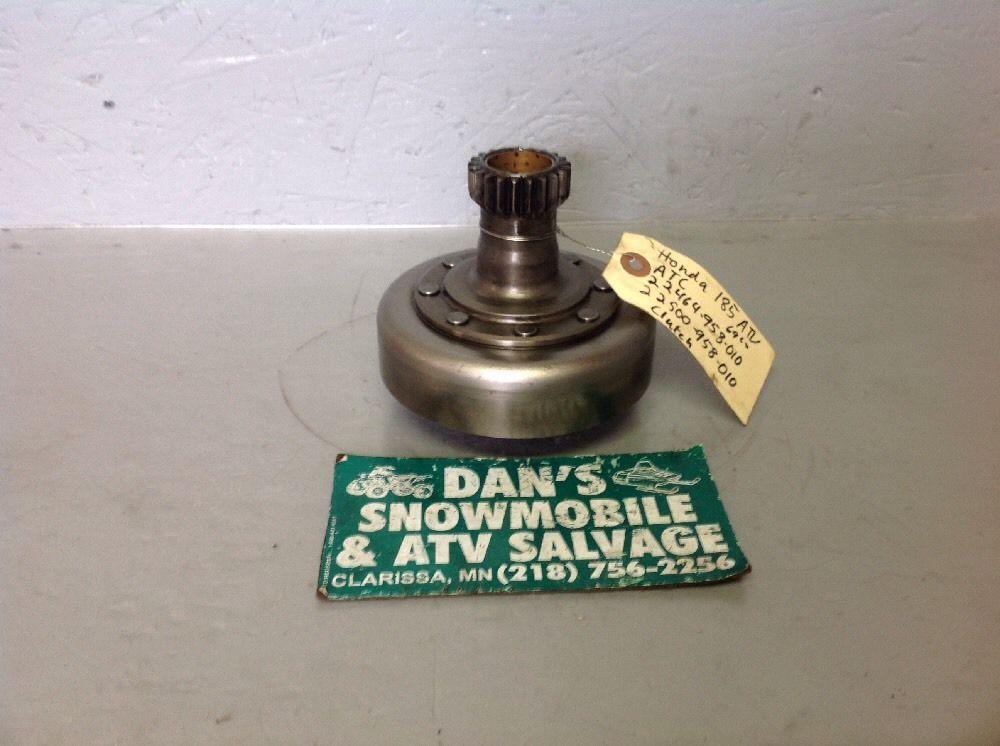 Honda 185 ATV
ATC
22464-958-010
22500-958-010
Clutch
DAN'S
SNOWMOBILE
& ATV SALVAGE
CLARISSA, MN (218) 756-2256